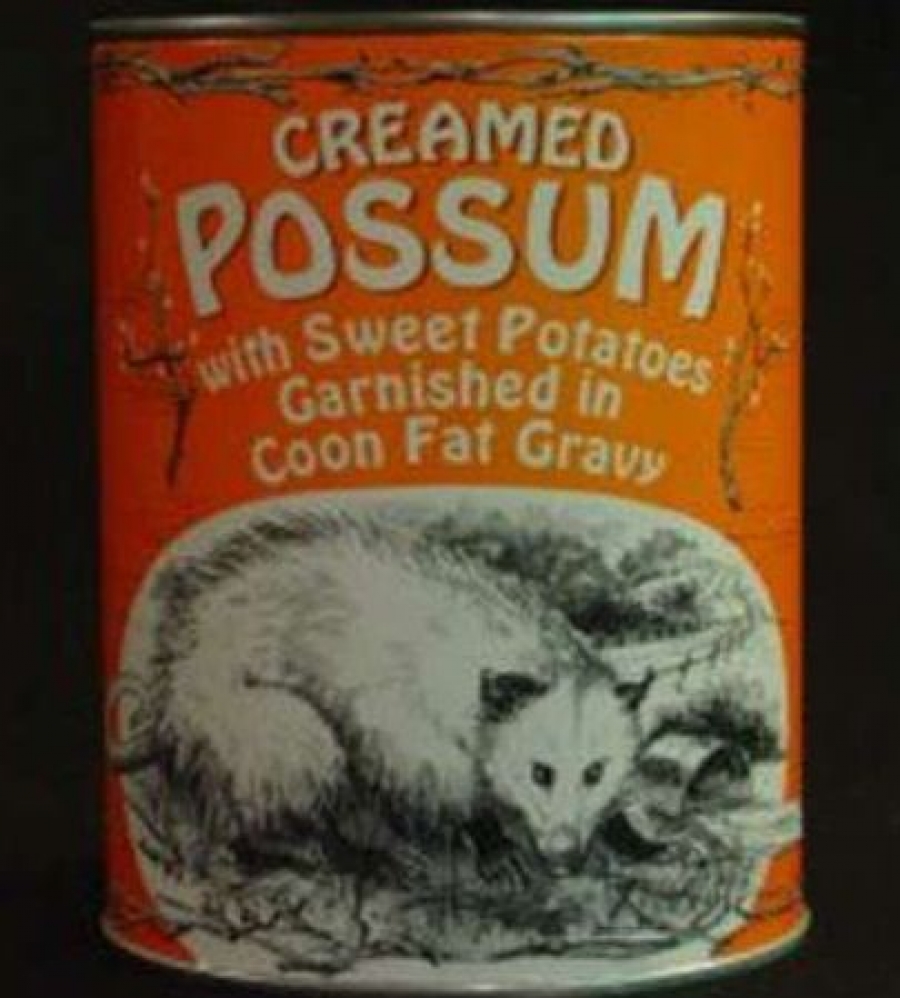 CREAMED
POSSUM
with Sweet Potatoes
Garnished in
Coon Fat Gravy